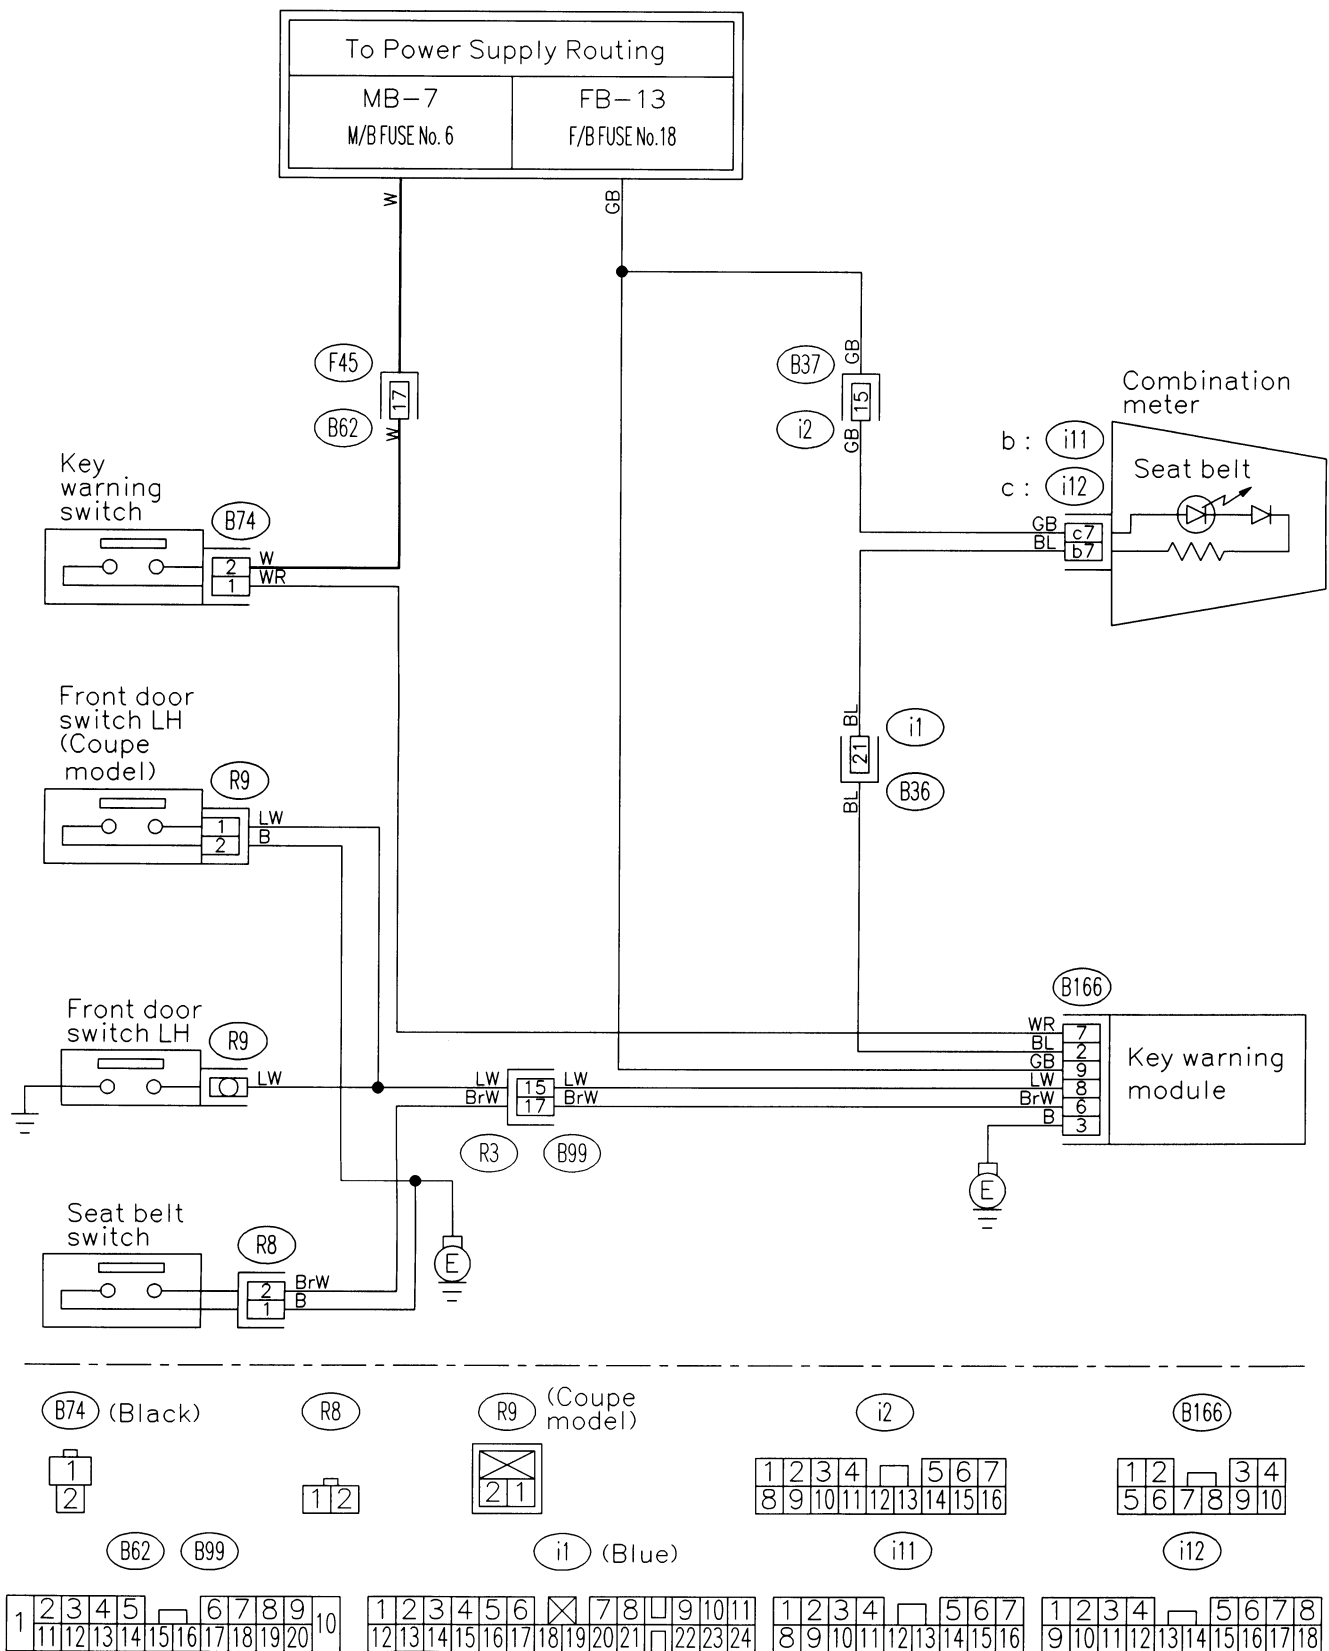 To Power Supply Routing
MB-7
M/B FUSE No. 6
FB-13
F/B FUSE No.18
W
GB
F45
17
B62
W
B37
GB
15
i2
GB
Combination
meter
b : i11
c : i12
Seat belt
GB
c7
BL
b7
Key
warning
switch
B74
2
W
1
WR
Front door
switch LH
(Coupe
model)
R9
1
LW
2
B
BL
i1
21
B36
BL
Front door
switch LH
R9
LW
LW
15
LW
BrW
17
BrW
R3
B99
B166
WR
7
BL
2
GB
9
LW
8
BrW
6
B
3
Key warning
module
E
E
Seat belt
switch
R8
2
BrW
1
B
B74 (Black)
1
2
R8
1 2
R9 (Coupe
model)
2 1
i2
1 2 3 4 5 6 7
8 9 10 11 12 13 14 15 16
B166
1 2 3 4
5 6 7 8 9 10
B62 B99
1 2 3 4 5 6 7 8 9 10
11 12 13 14 15 16 17 18 19 20
i1 (Blue)
1 2 3 4 5 6 7 8 9 10 11
12 13 14 15 16 17 18 19 20 21 22 23 24
i11
1 2 3 4 5 6 7
8 9 10 11 12 13 14 15 16
i12
1 2 3 4 5 6 7 8
9 10 11 12 13 14 15 16 17 18